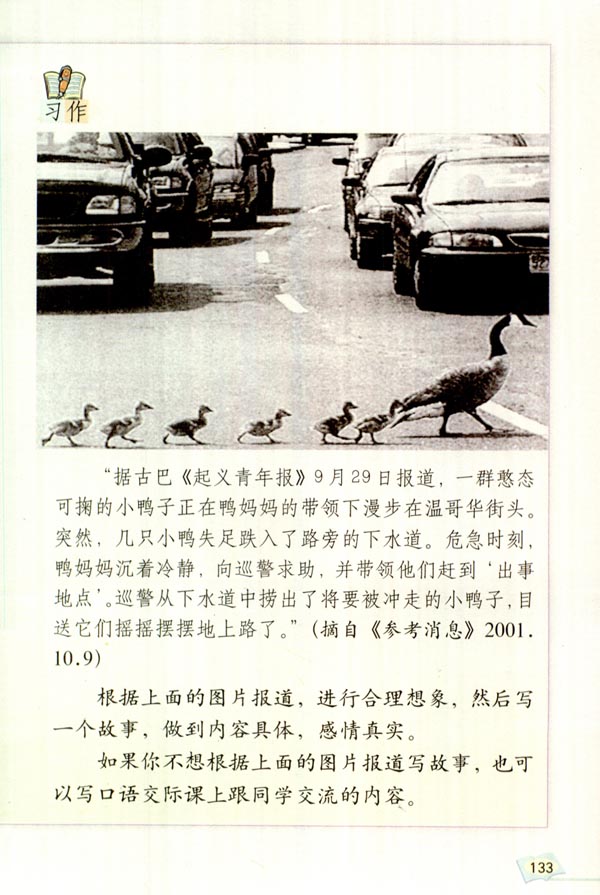 习作
“据古巴《起义青年报》9月29日报道，一群憨态
可掬的小鸭子正在鸭妈妈的带领下漫步在温哥华街头。
突然，几只小鸭失足跌入了路旁的下水道。危急时刻，
鸭妈妈沉着冷静，向巡警求助，并带领他们赶到‘出事
地点’。巡警从下水道中捞出了将要被冲走的小鸭子，目
送它们摇摇摆摆地上路了。”（摘自《参考消息》2001.
10.9）
根据上面的图片报道，进行合理想象，然后写
一个故事，做到内容具体，感情真实。
如果你不想根据上面的图片报道写故事，也可
以写口语交际课上跟同学交流的内容。
133